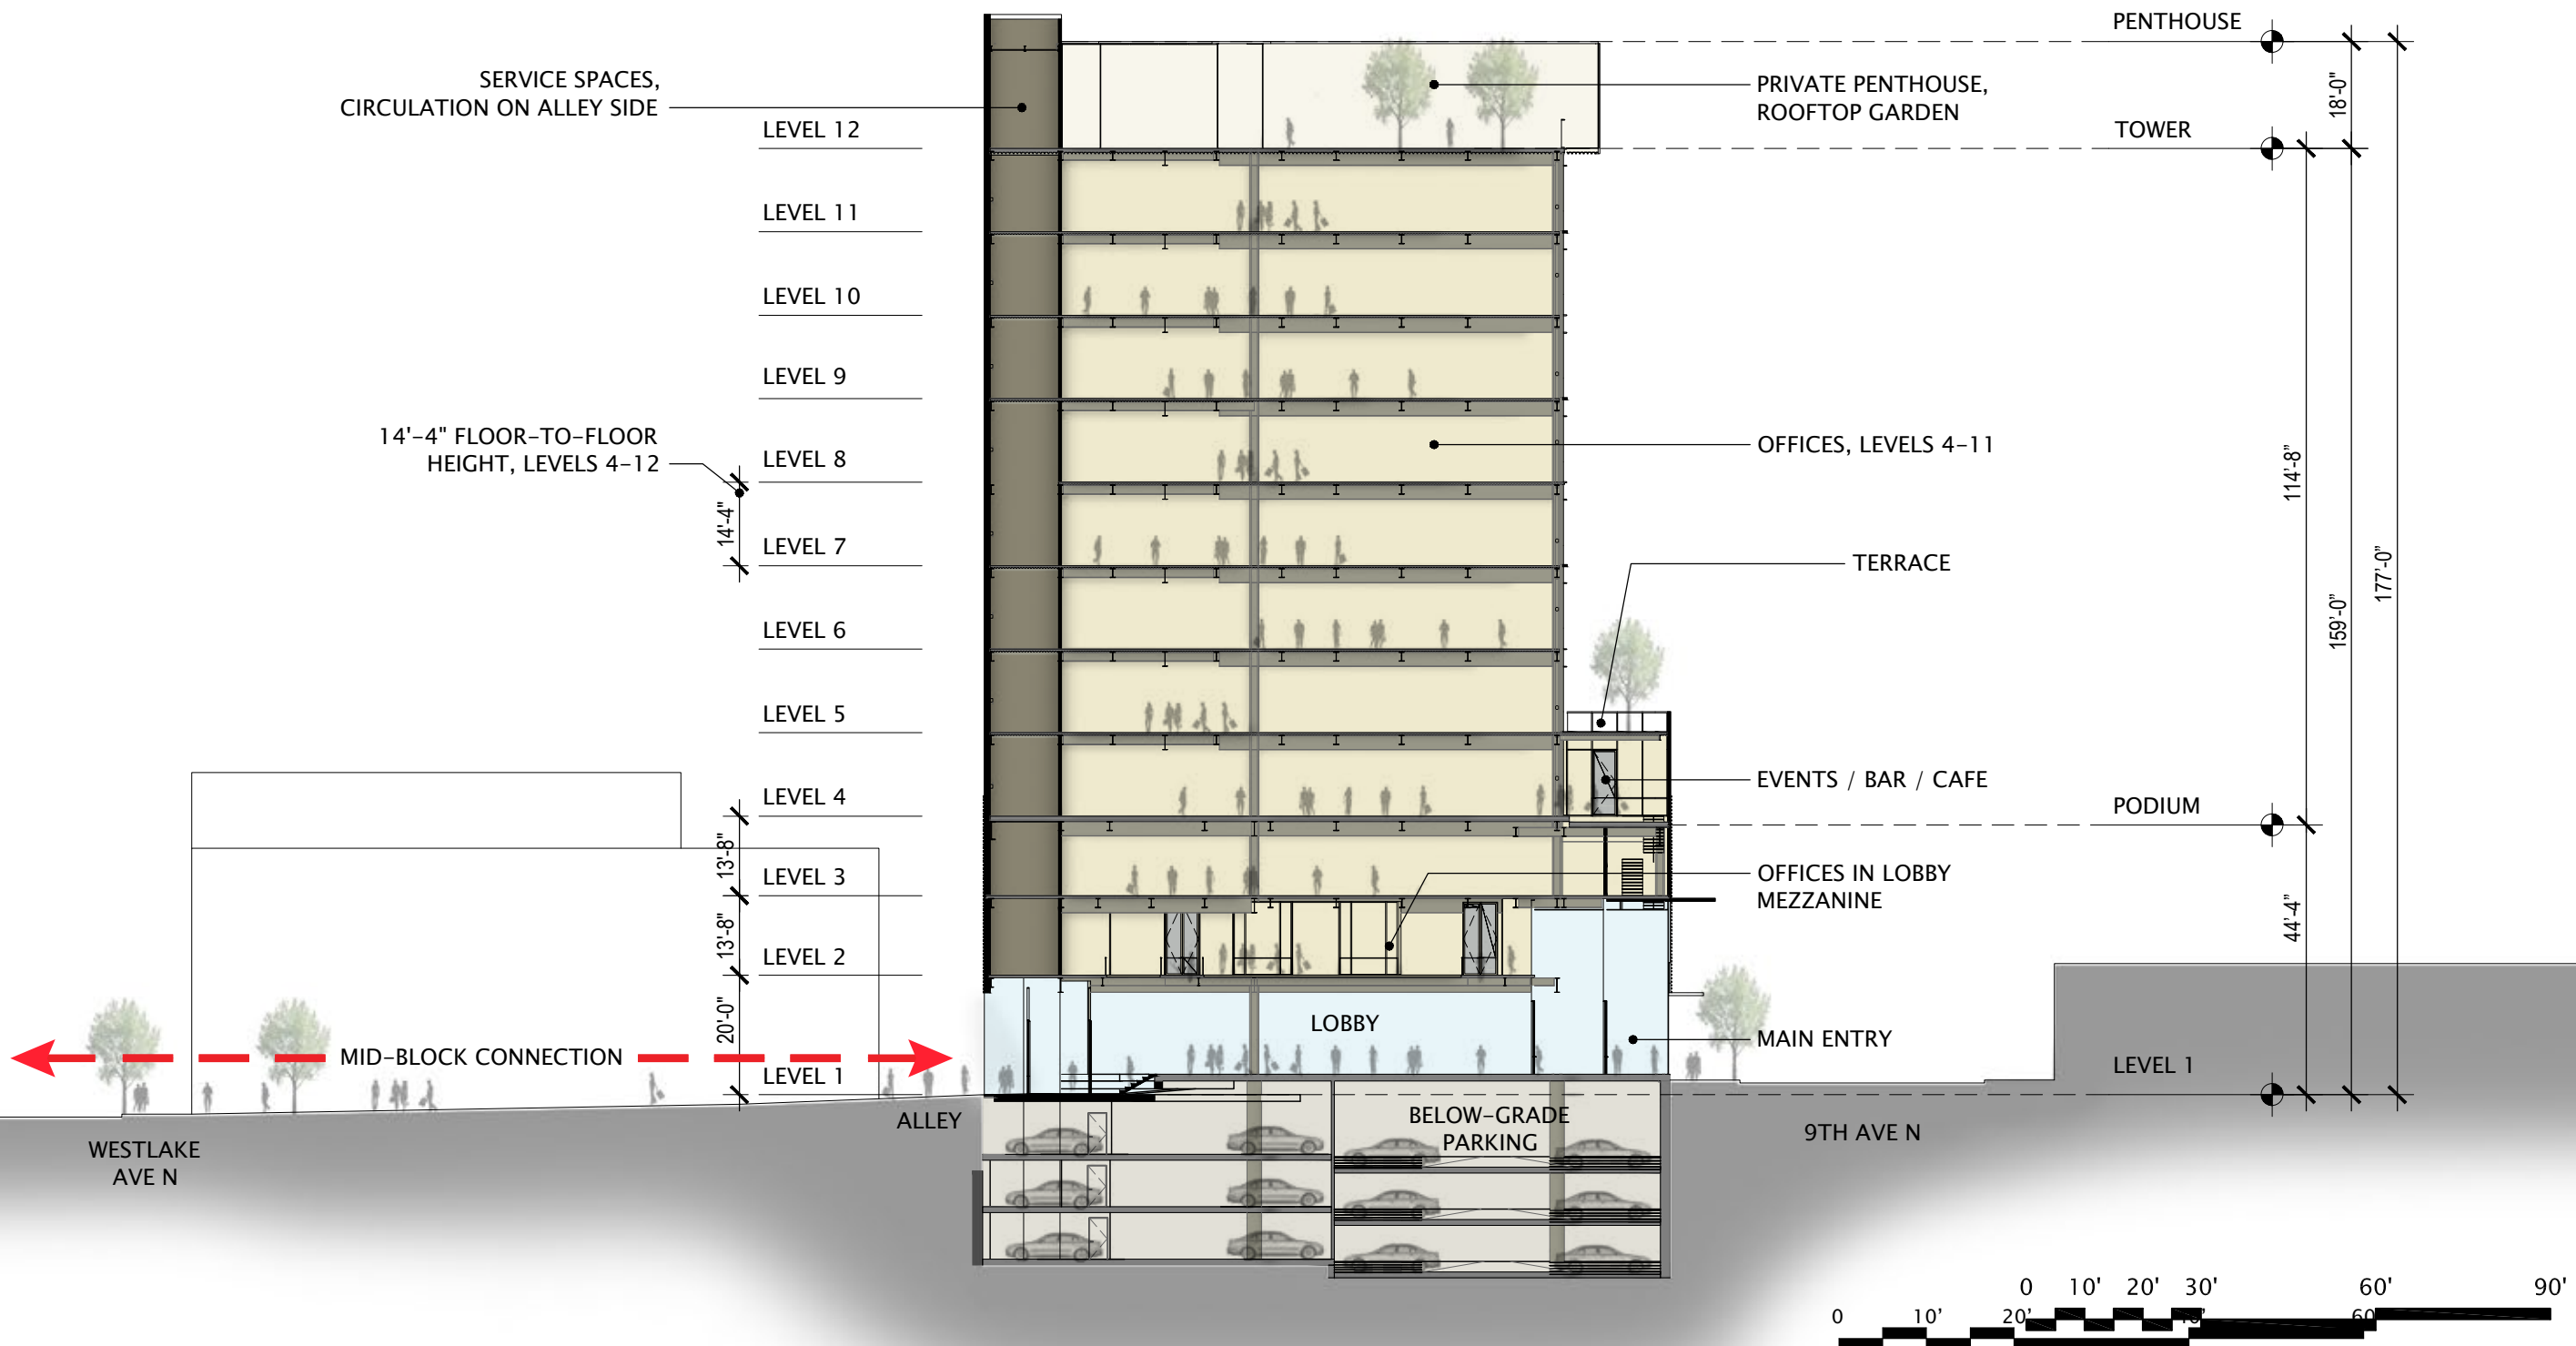 PENTHOUSE
SERVICE SPACES,
CIRCULATION ON ALLEY SIDE
PRIVATE PENTHOUSE,
ROOFTOP GARDEN
18'-0"
LEVEL 12
TOWER
LEVEL 11
LEVEL 10
LEVEL 9
14'-4" FLOOR-TO-FLOOR
HEIGHT, LEVELS 4-12
LEVEL 8
OFFICES, LEVELS 4-11
114'-8"
14'-4"
LEVEL 7
TERRACE
177'-0"
159'-0"
LEVEL 6
LEVEL 5
EVENTS / BAR / CAFE
LEVEL 4
PODIUM
13'-8"
LEVEL 3
OFFICES IN LOBBY
MEZZANINE
44'-4"
13'-8"
LEVEL 2
20'-0"
LOBBY
MAIN ENTRY
MID-BLOCK CONNECTION
LEVEL 1
LEVEL 1
ALLEY
BELOW-GRADE
PARKING
9TH AVE N
WESTLAKE
AVE N
0 10' 20' 30' 60' 90'
0 10' 20' 60